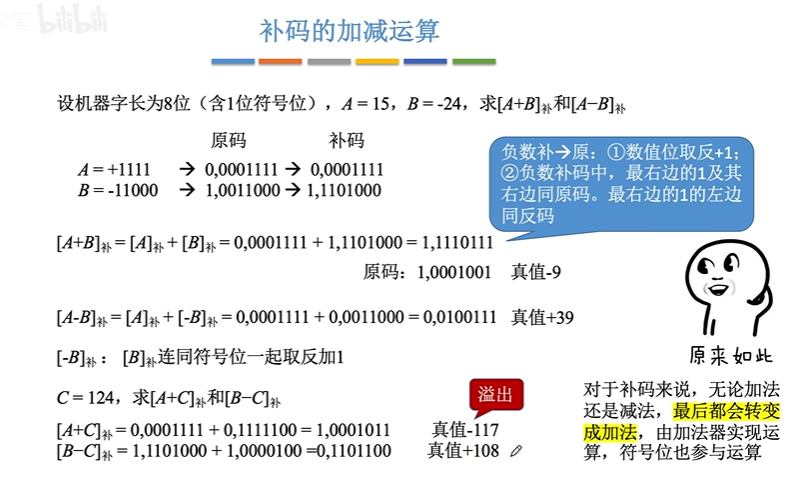 bilibili
补码的加减运算
设机器字长为8位（含1位符号位），A = 15，B = -24，求[A+B]补和[A−B]补
原码 补码
A = +1111 → 0,0001111 → 0,0001111
B = -11000 → 1,0011000 → 1,1101000
负数补→原：①数值位取反+1；
②负数补码中，最右边的1及其
右边同原码。最右边的1的左边
同反码
[A+B]补 = [A]补 + [B]补 = 0,0001111 + 1,1101000 = 1,1110111
原码：1,0001001 真值-9
[A-B]补 = [A]补 + [-B]补 = 0,0001111 + 0,0011000 = 0,0100111 真值+39
[-B]补 ： [B]补连同符号位一起取反加1
原来如此
C = 124，求[A+C]补和[B−C]补
溢出
[A+C]补 = 0,0001111 + 0,1111100 = 1,0001011 真值-117
[B−C]补 = 1,1101000 + 1,0000100 =0,1101100 真值+108
对于补码来说，无论加法
还是减法，最后都会转变
成加法，由加法器实现运
算，符号位也参与运算